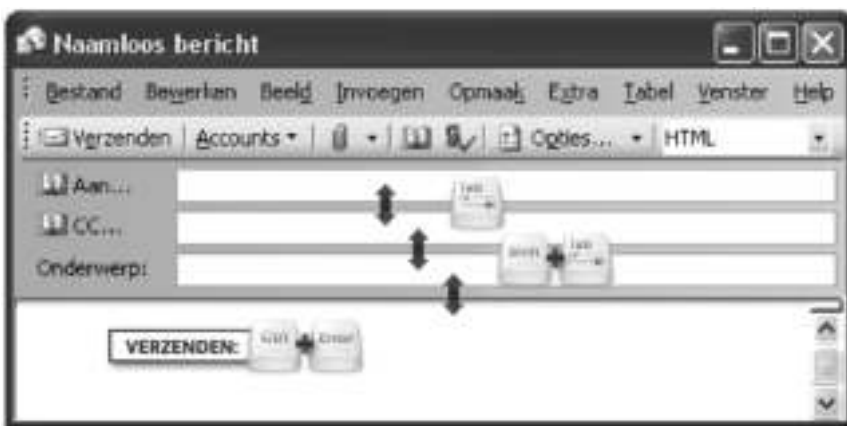 Naamloos bericht
Bestand Bewerken Beeld Invoegen Opmaak Extra Tabel Venster Help
Verzenden Accounts Opties... HTML
Aan...
Tab
CC...
Shift + Tab
Onderwerp:
VERZENDEN: Ctrl + Enter